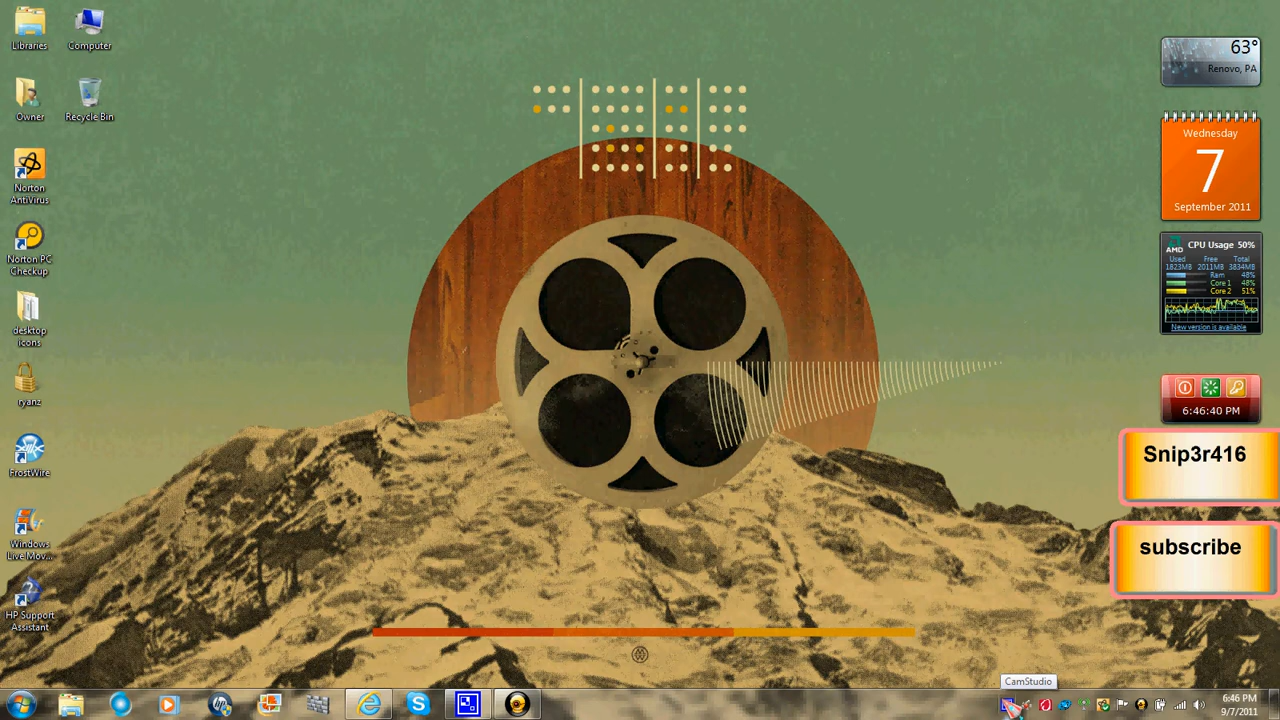 Libraries
Computer
Owner
Recycle Bin
Norton
AntiVirus
Norton PC
Checkup
desktop
icons
ryanz
FrostWire
Windows
Live Mov...
HP Support
Assistant
63°
Renovo, PA
Wednesday
7
September 2011
AMD
CPU Usage 50%
Used Free Total
1823MB 2011MB 3834MB
Ram 48%
Core 1 48%
Core 2 51%
New version is available
6:46:40 PM
Snip3r416
subscribe
CamStudio
6:46 PM
9/7/2011